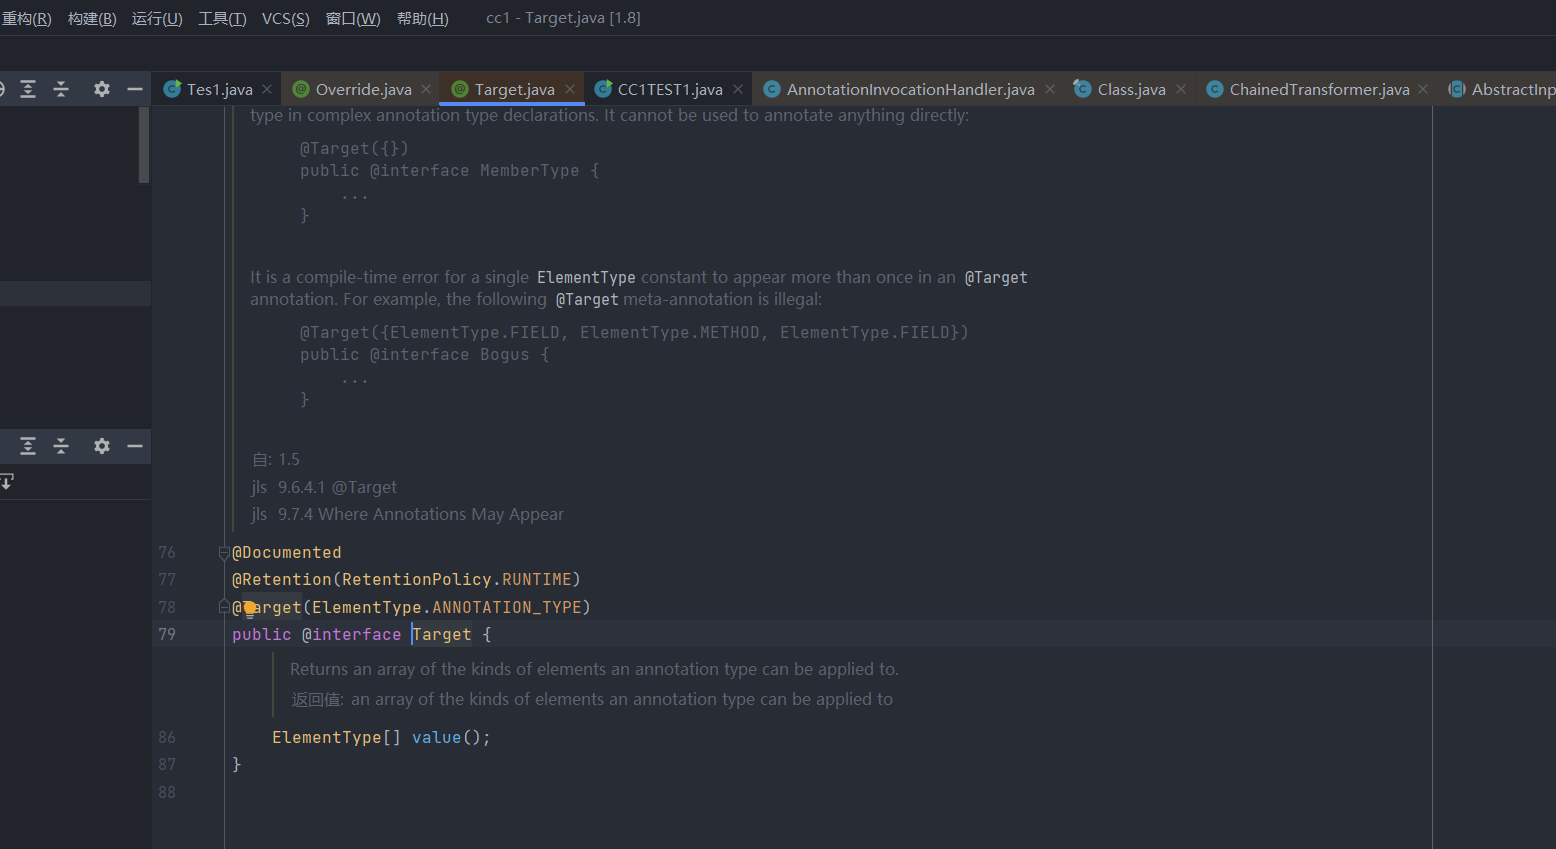 重构(R) 构建(B) 运行(U) 工具(T) VCS(S) 窗口(W) 帮助(H) cc1 - Target.java [1.8]
Tes1.java Override.java Target.java CC1TEST1.java AnnotationInvocationHandler.java Class.java ChainedTransformer.java AbstractInp
type in complex annotation type declarations. It cannot be used to annotate anything directly:
@Target({})
public @interface MemberType {
...
}
It is a compile-time error for a single ElementType constant to appear more than once in an @Target
annotation. For example, the following @Target meta-annotation is illegal:
@Target({ElementType.FIELD, ElementType.METHOD, ElementType.FIELD})
public @interface Bogus {
...
}
自: 1.5
jls 9.6.4.1 @Target
jls 9.7.4 Where Annotations May Appear
76 @Documented
77 @Retention(RetentionPolicy.RUNTIME)
78 @Target(ElementType.ANNOTATION_TYPE)
79 public @interface Target {
Returns an array of the kinds of elements an annotation type can be applied to.
返回值: an array of the kinds of elements an annotation type can be applied to
86 ElementType[] value();
87 }
88